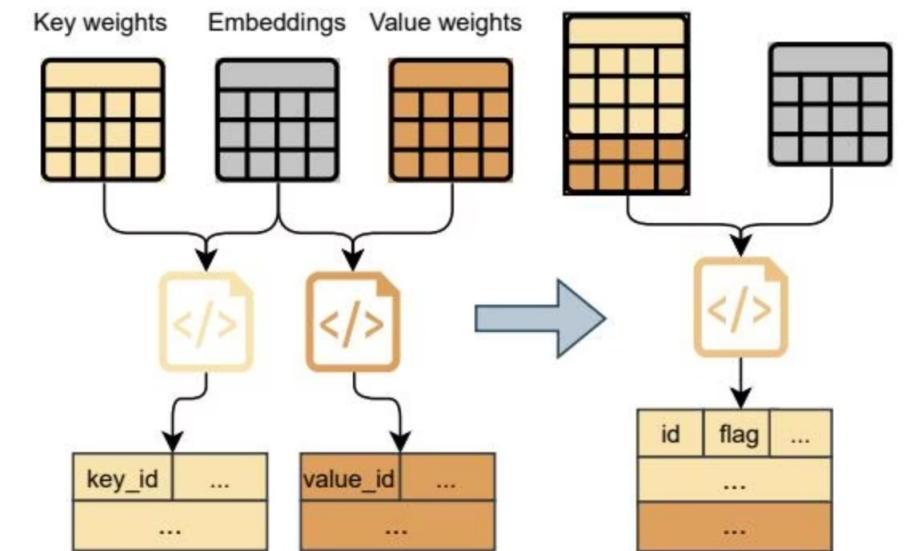 Key weights Embeddings Value weights
</>
</>
</>
key_id ...
...
value_id ...
...
id flag ...
...
...